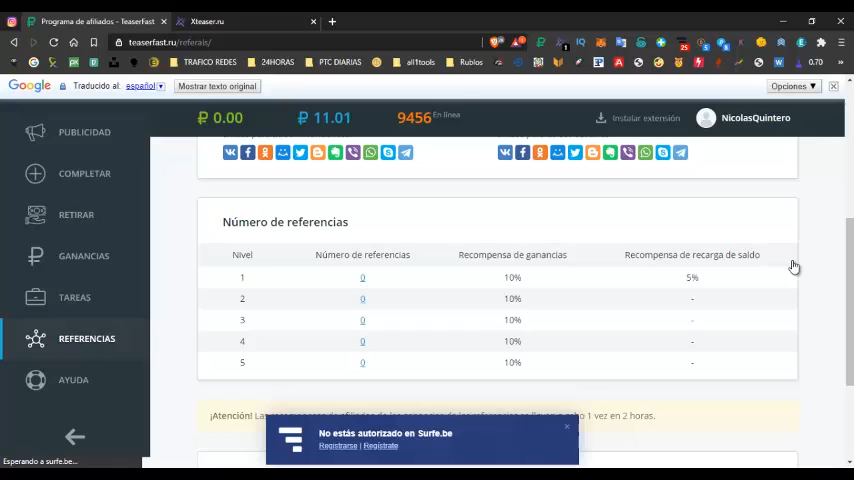 Programa de afiliados - TeaserFast
Xteaser.ru
teaserfast.ru/referals/
TRAFICO REDES
24HORAS
PTC DIARIAS
all1tools
Rublos
0.70
Google
Traducido al:
español
Mostrar texto original
Opciones ▼
₽ 0.00
₽ 11.01
9456 En línea
Instalar extensión
NicolasQuintero
PUBLICIDAD
COMPLETAR
RETIRAR
GANANCIAS
TAREAS
REFERENCIAS
AYUDA
Número de referencias
Nivel Número de referencias Recompensa de ganancias Recompensa de recarga de saldo
1 0 10% 5%
2 0 10% -
3 0 10% -
4 0 10% -
5 0 10% -
¡Atención! Las
1 vez en 2 horas.
No estás autorizado en Surfe.be
Registrarse | Regístrate
Esperando a surfe.be...